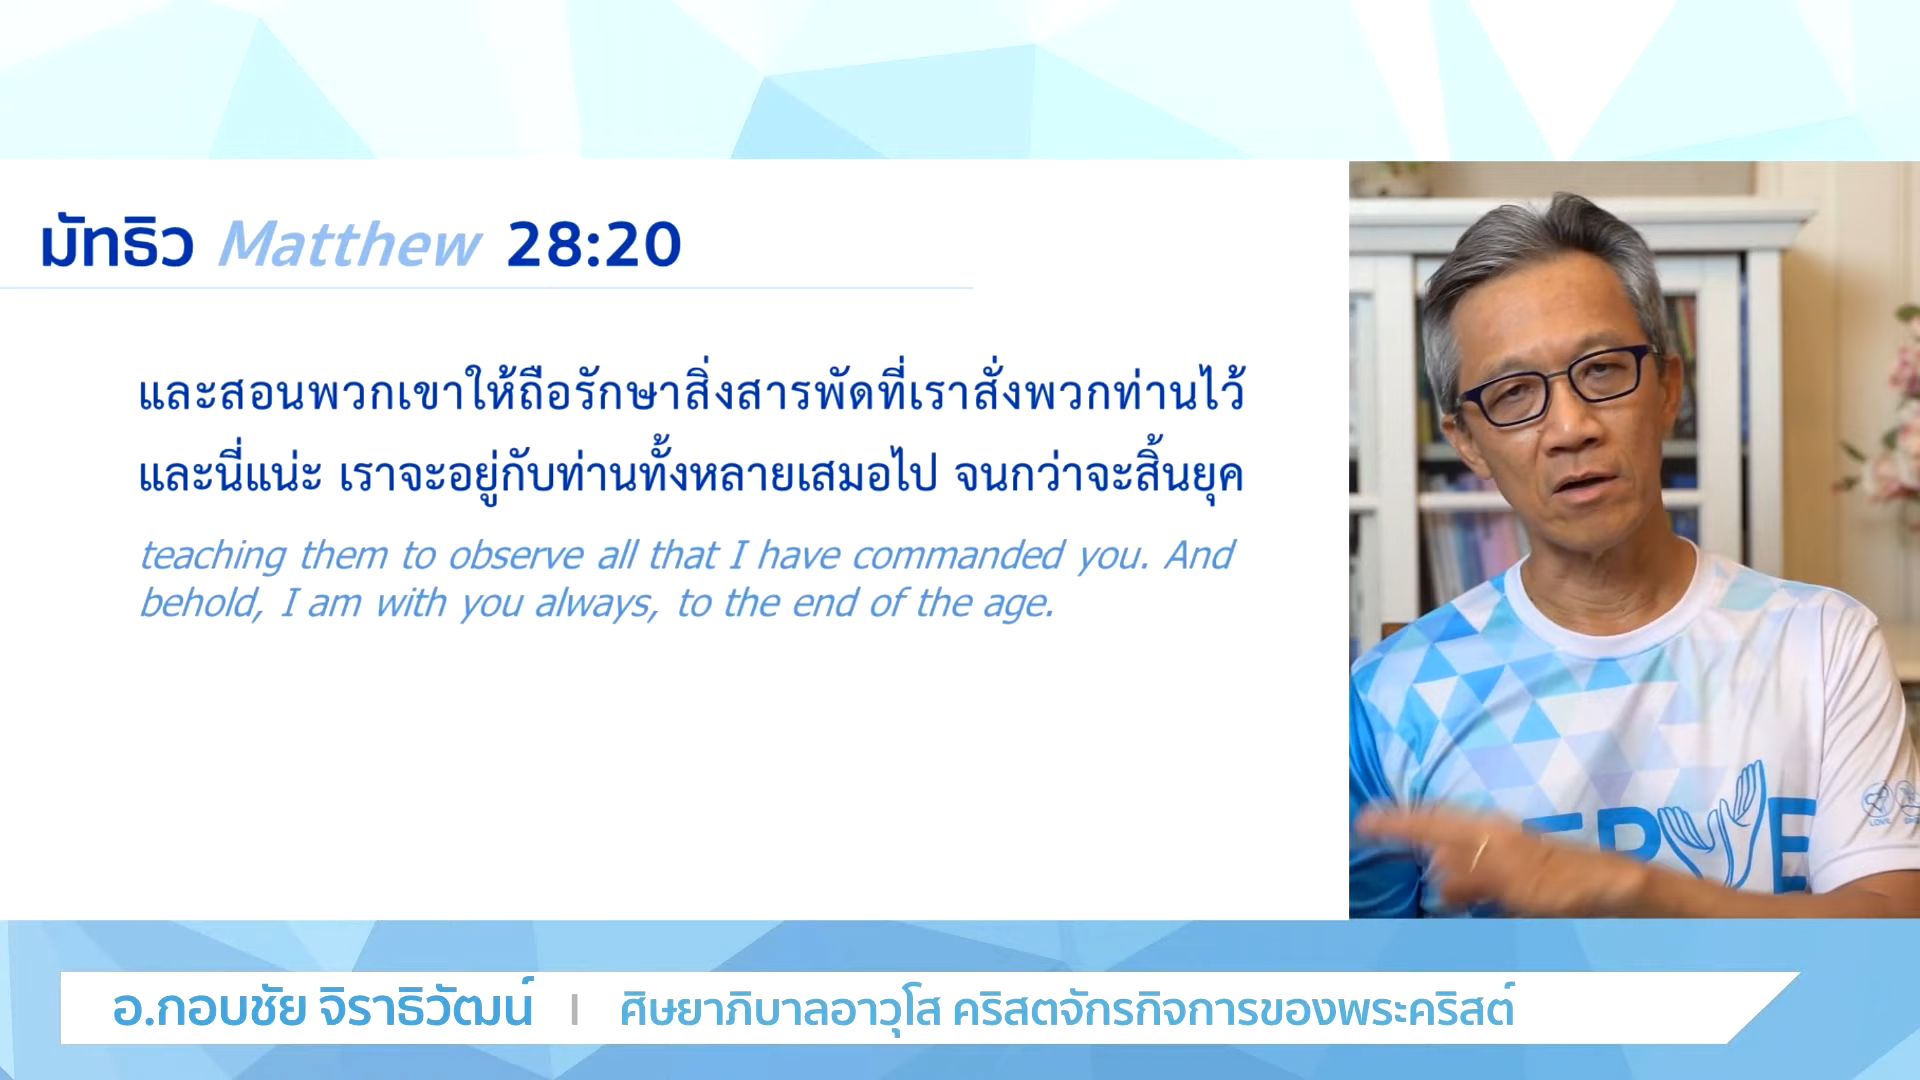 มัทธิว Matthew 28:20
และสอนพวกเขาให้ถือรักษาสิ่งสารพัดที่เราสั่งพวกท่านไว้
และนี่แน่ะ เราจะอยู่กับท่านทั้งหลายเสมอไป จนกว่าจะสิ้นยุค
teaching them to observe all that I have commanded you. And
behold, I am with you always, to the end of the age.
LOVE
อ.กอบชัย จิราธิวัฒน์ | ศิษยาภิบาลอาวุโส คริสตจักรกิจการของพระคริสต์